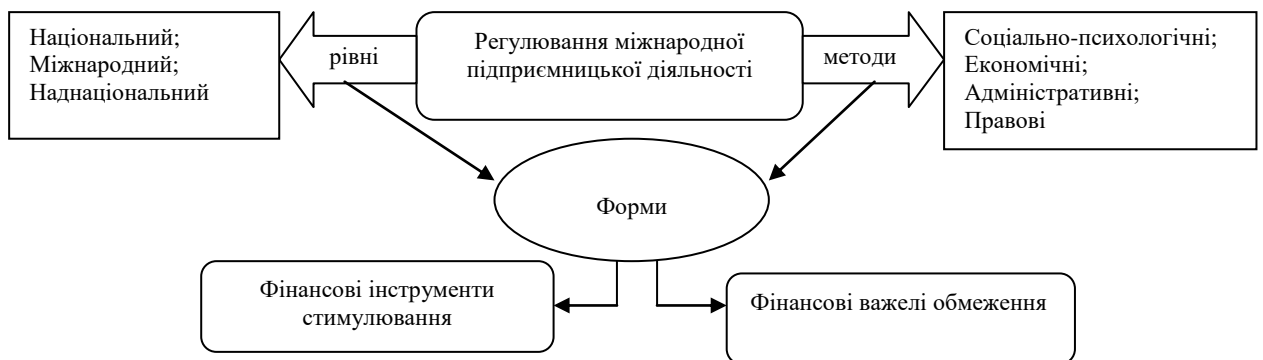 Національний;
Міжнародний;
Наднаціональний
рівні
Регулювання міжнародної
підприємницької діяльності
методи
Соціально-психологічні;
Економічні;
Адміністративні;
Правові
Форми
Фінансові інструменти
стимулювання
Фінансові важелі обмеження